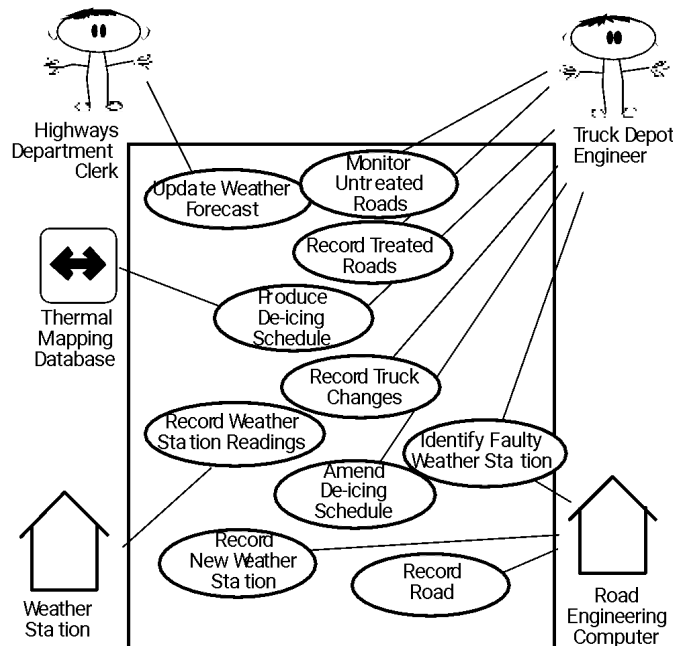 Highways
Department
Clerk
Truck Depot
Engineer
Monitor
Untreated
Roads
Update Weather
Forecast
Record Treated
Roads
Thermal
Mapping
Database
Produce
De-icing
Schedule
Record Truck
Changes
Record Weather
Station Readings
Identify Faulty
Weather Station
Amend
De-icing
Schedule
Record
New Weather
Station
Record
Road
Weather
Station
Road
Engineering
Computer